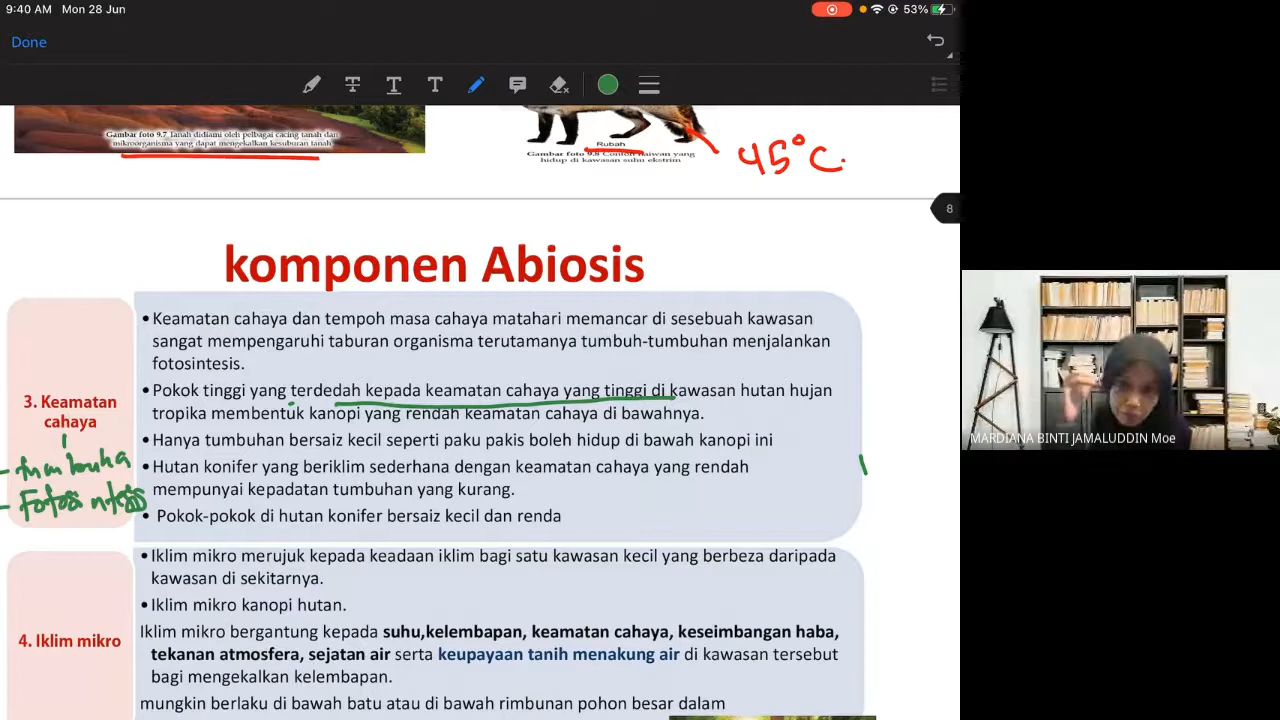 9:40 AM Mon 28 Jun
53%
Done
T T T
Gambar foto 9.7 Tanah didiami oleh pelbagai cacing tanah dan
mikroorganisma yang dapat mengekalkan kesuburan tanah
Rubah
Gambar foto 9.8 Contoh haiwan yang
hidup di kawasan suhu ekstrim
45°C.
8
komponen Abiosis
3. Keamatan
cahaya
- tumbuhan
- Fotosintesis
• Keamatan cahaya dan tempoh masa cahaya matahari memancar di sesebuah kawasan
sangat mempengaruhi taburan organisma terutamanya tumbuh-tumbuhan menjalankan
fotosintesis.
• Pokok tinggi yang terdedah kepada keamatan cahaya yang tinggi di kawasan hutan hujan
tropika membentuk kanopi yang rendah keamatan cahaya di bawahnya.
• Hanya tumbuhan bersaiz kecil seperti paku pakis boleh hidup di bawah kanopi ini
• Hutan konifer yang beriklim sederhana dengan keamatan cahaya yang rendah
mempunyai kepadatan tumbuhan yang kurang.
• Pokok-pokok di hutan konifer bersaiz kecil dan renda
4. Iklim mikro
• Iklim mikro merujuk kepada keadaan iklim bagi satu kawasan kecil yang berbeza daripada
kawasan di sekitarnya.
• Iklim mikro kanopi hutan.
Iklim mikro bergantung kepada suhu,kelembapan, keamatan cahaya, keseimbangan haba,
tekanan atmosfera, sejatan air serta keupayaan tanih menakung air di kawasan tersebut
bagi mengekalkan kelembapan.
mungkin berlaku di bawah batu atau di bawah rimbunan pohon besar dalam
MARDIANA BINTI JAMALUDDIN Moe